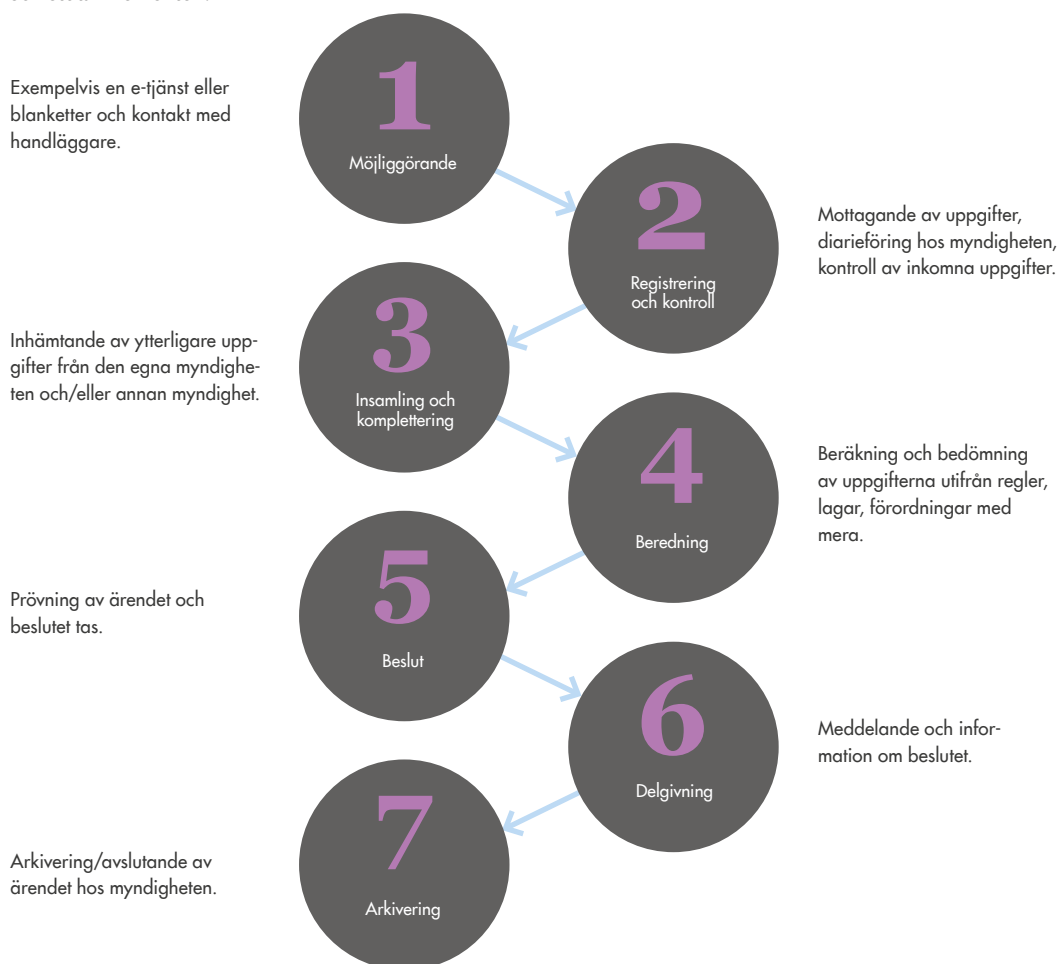 Exempelvis en e-tjänst eller
blanketter och kontakt med
handläggare.
1
Möjliggörande
2
Registrering
och kontroll
Mottagande av uppgifter,
diarieföring hos myndigheten,
kontroll av inkomna uppgifter.
Inhämtande av ytterligare upp-
gifter från den egna myndighe-
ten och/eller annan myndighet.
3
Insamling och
komplettering
4
Beredning
Beräkning och bedömning
av uppgifterna utifrån regler,
lagar, förordningar med
mera.
Prövning av ärendet och
beslutet tas.
5
Beslut
6
Delgivning
Meddelande och infor-
mation om beslutet.
Arkivering/avslutande av
ärendet hos myndigheten.
7
Arkivering